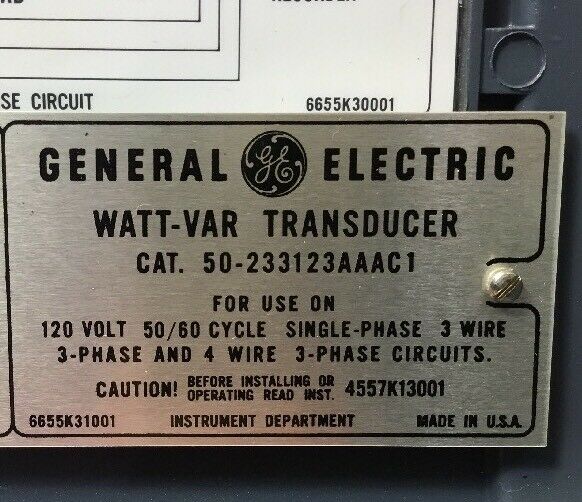 SE CIRCUIT 6655K30001
GENERAL GE ELECTRIC
WATT-VAR TRANSDUCER
CAT. 50-233123AAAC1
FOR USE ON
120 VOLT 50/60 CYCLE SINGLE-PHASE 3 WIRE
3-PHASE AND 4 WIRE 3-PHASE CIRCUITS.
CAUTION! BEFORE INSTALLING OR OPERATING READ INST. 4557K13001
6655K31001 INSTRUMENT DEPARTMENT MADE IN U.S.A.